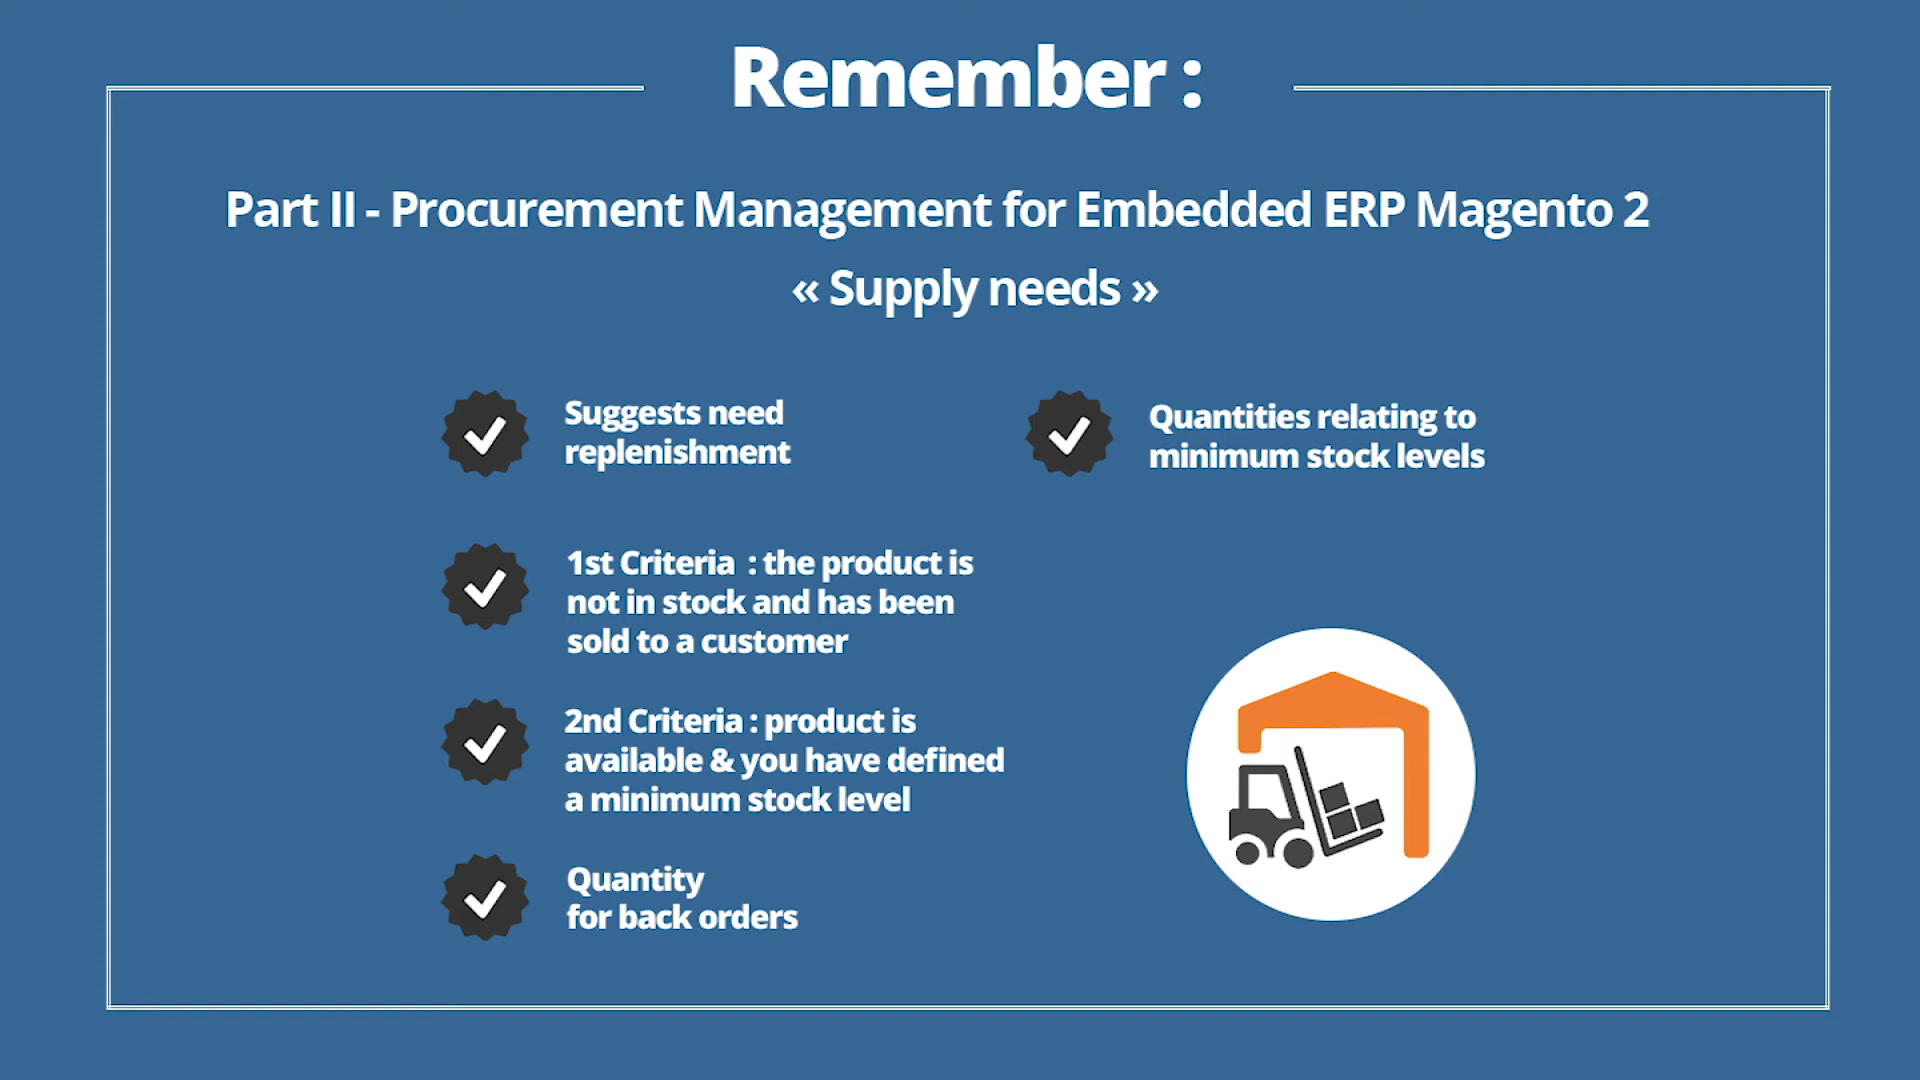 Remember :
Part II - Procurement Management for Embedded ERP Magento 2
« Supply needs »
Suggests need
replenishment
1st Criteria  : the product is
not in stock and has been
sold to a customer
2nd Criteria : product is
available & you have defined
a minimum stock level
Quantity
for back orders
Quantities relating to
minimum stock levels